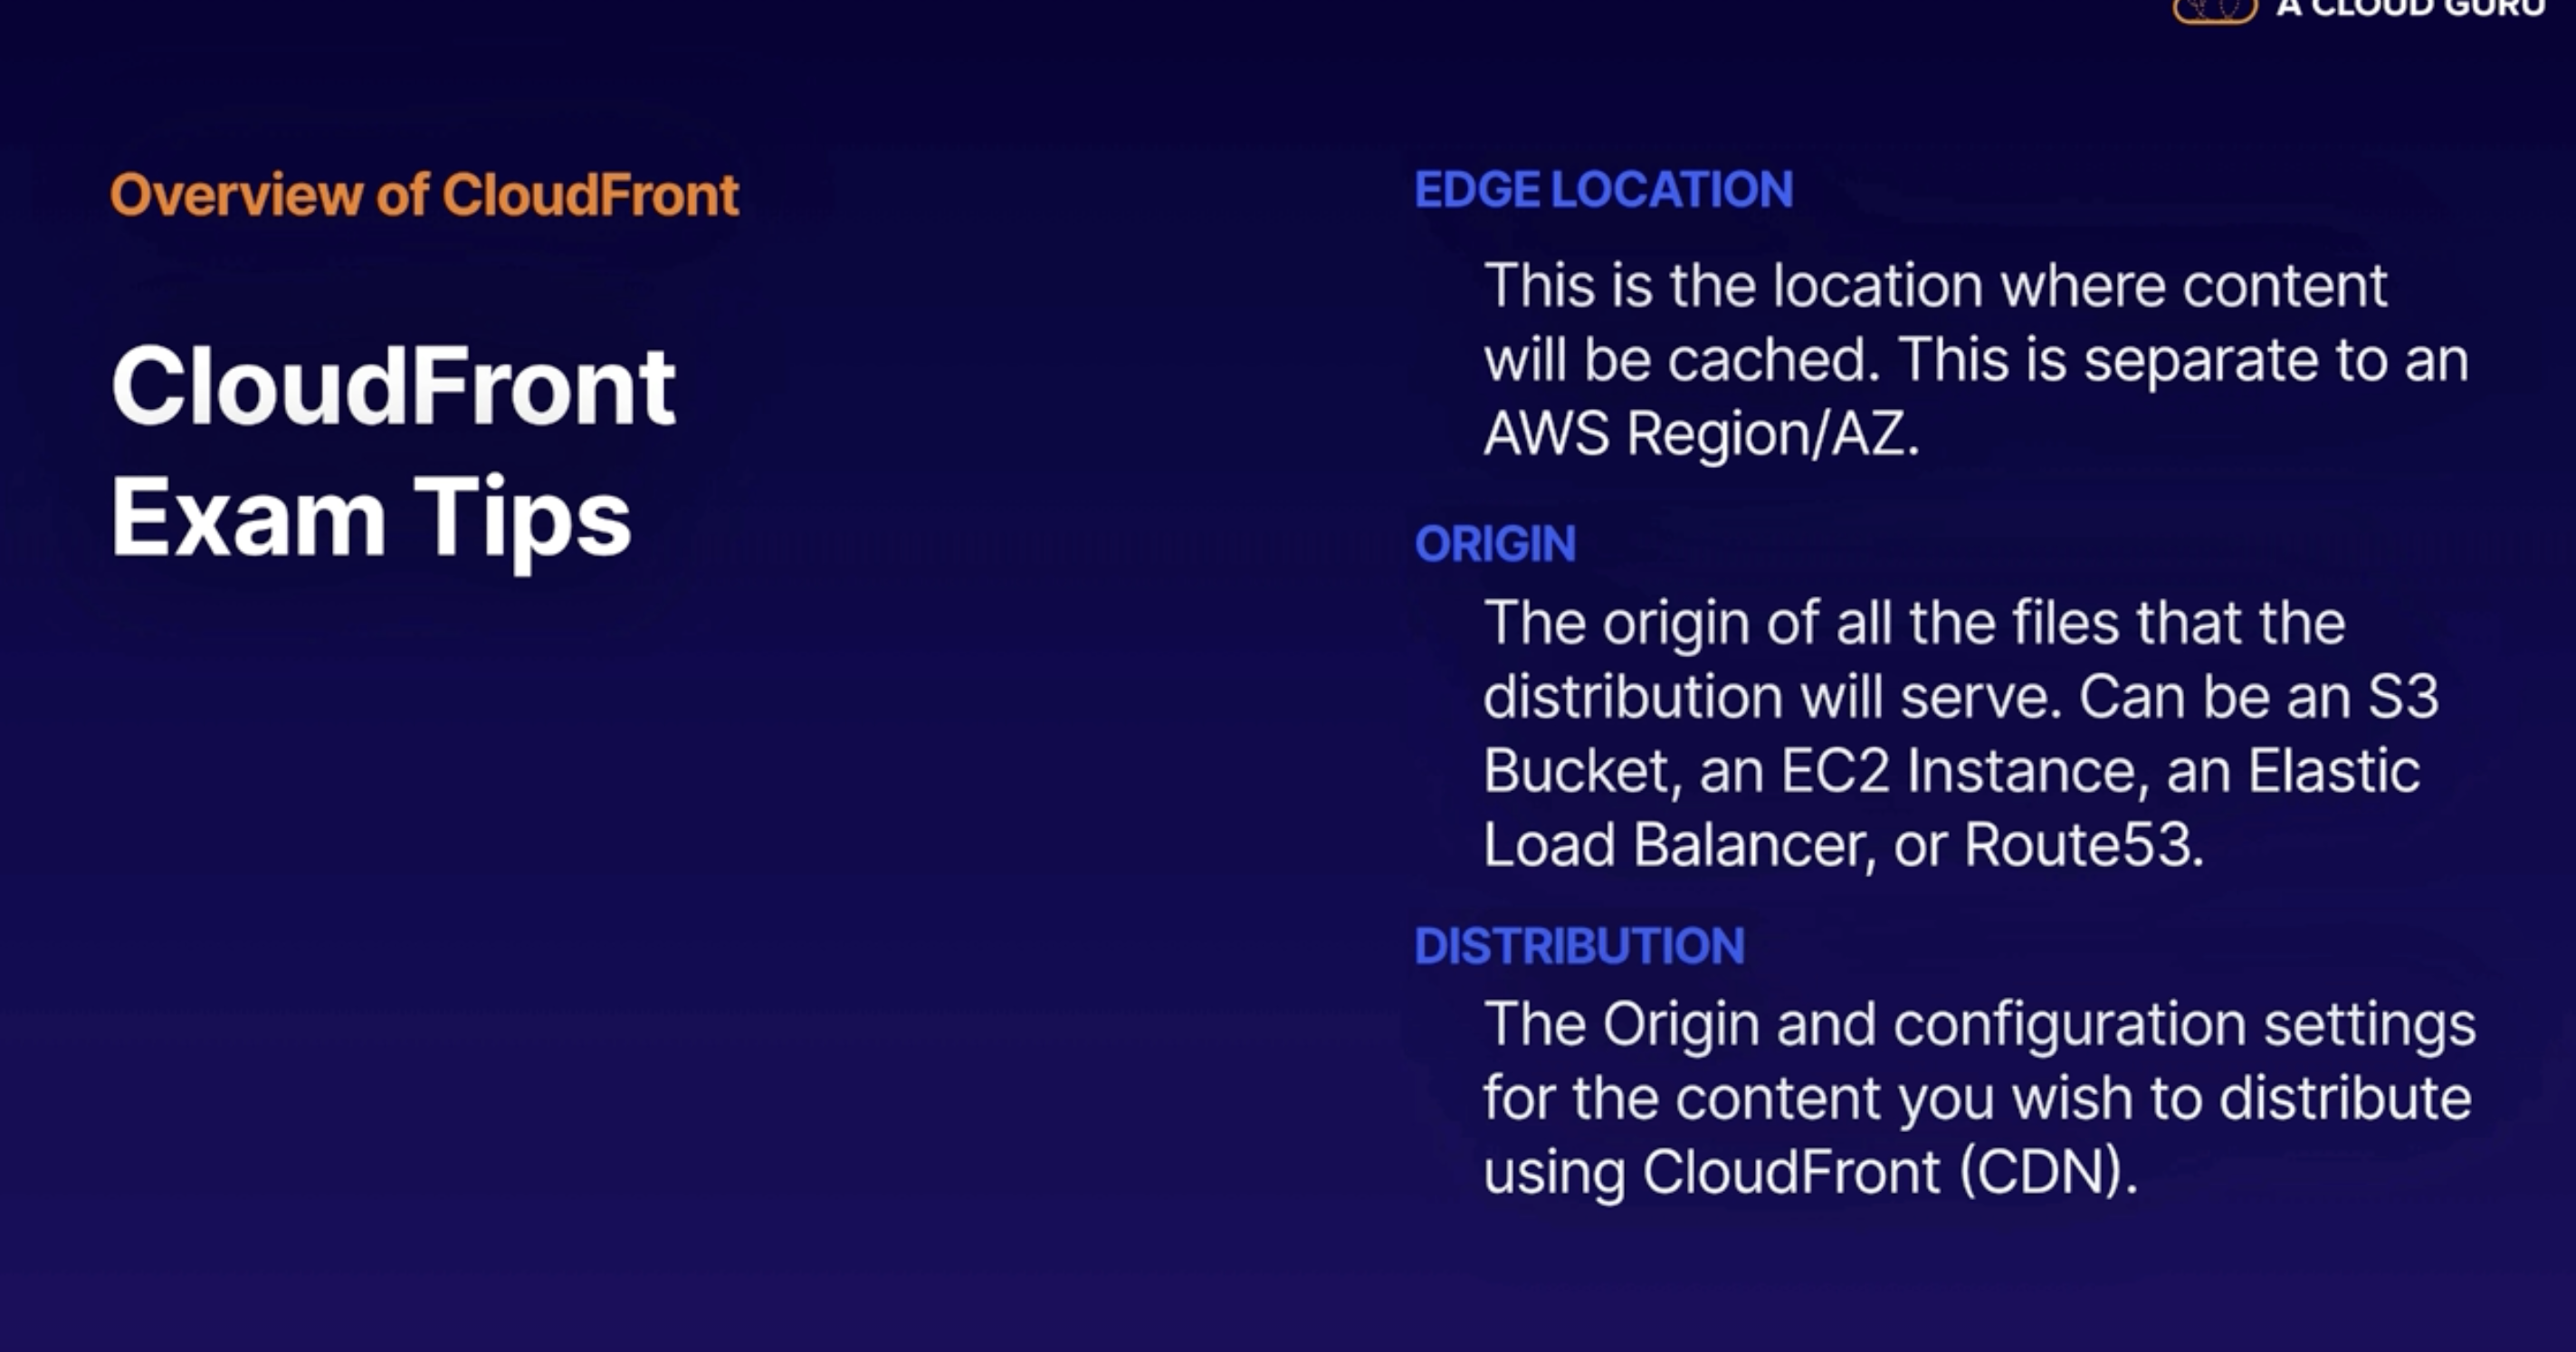 A CLOUD GURU
Overview of CloudFront
CloudFront
Exam Tips
EDGE LOCATION
This is the location where content
will be cached. This is separate to an
AWS Region/AZ.
ORIGIN
The origin of all the files that the
distribution will serve. Can be an S3
Bucket, an EC2 Instance, an Elastic
Load Balancer, or Route53.
DISTRIBUTION
The Origin and configuration settings
for the content you wish to distribute
using CloudFront (CDN).